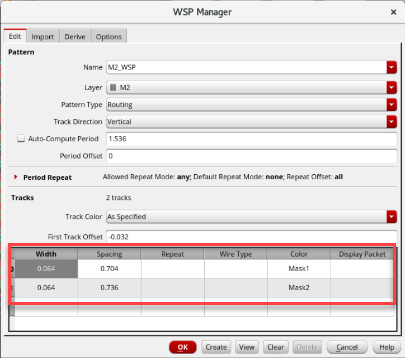 WSP Manager
Edit Import Derive Options
Pattern
Name M2_WSP
Layer M2
Pattern Type Routing
Track Direction Vertical
Auto-Compute Period 1.536
Period Offset 0
Period Repeat Allowed Repeat Mode: any; Default Repeat Mode: none; Repeat Offset: all
Tracks 2 tracks
Track Color As Specified
First Track Offset -0.032
Width Spacing Repeat Wire Type Color Display Packet
0.064 0.704 Mask1
0.064 0.736 Mask2
OK Create View Clear Delete Cancel Help